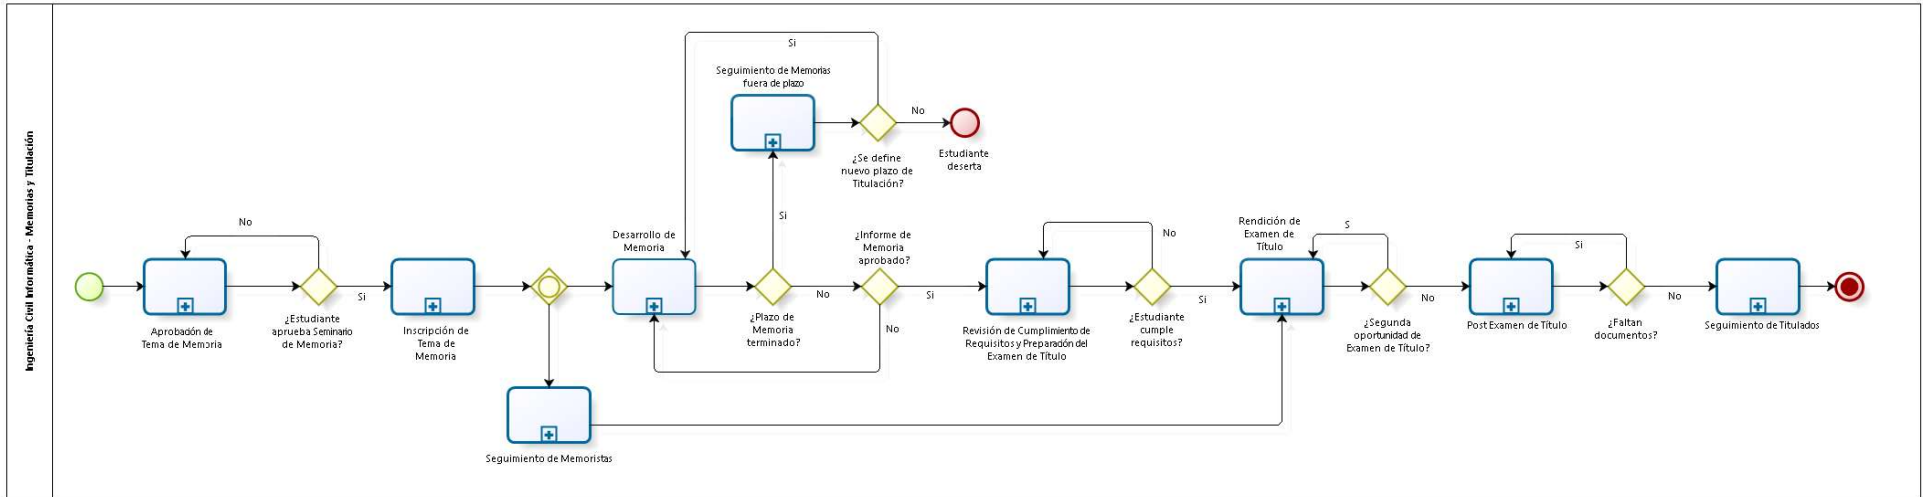 Ingeniería Civil Informática - Memorias y Titulación
Aprobación de
Tema de Memoria
No
¿Estudiante
aprueba Seminario
de Memoria?
Si
Inscripción de
Tema de
Memoria
Seguimiento de Memoristas
Desarrollo de
Memoria
¿Plazo de
Memoria
terminado?
Si
Seguimiento de Memorias
fuera de plazo
Si
¿Se define
nuevo plazo de
Titulación?
No
Estudiante
deserta
No
¿Informe de
Memoria
aprobado?
No
Si
Revisión de Cumplimiento de
Requisitos y Preparación del
Examen de Título
No
¿Estudiante
cumple
requisitos?
Si
Rendición de
Examen de
Título
S
¿Segunda
oportunidad de
Examen de Título?
No
Post Examen de Título
Si
¿Faltan
documentos?
No
Seguimiento de Titulados